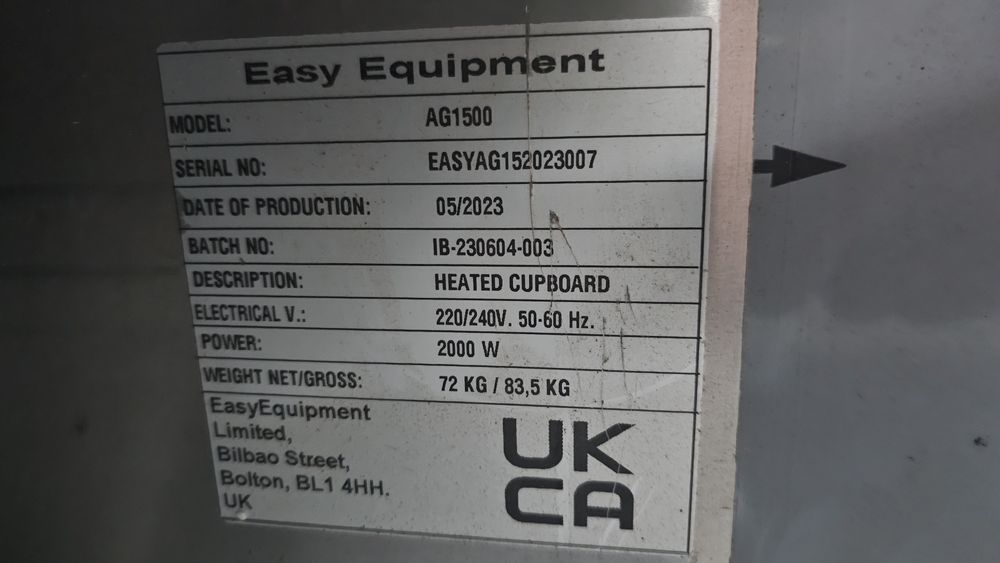 Easy Equipment
MODEL: AG1500
SERIAL NO: EASYAG152023007
DATE OF PRODUCTION: 05/2023
BATCH NO: IB-230604-003
DESCRIPTION: HEATED CUPBOARD
ELECTRICAL V.: 220/240V. 50-60 Hz.
POWER: 2000 W
WEIGHT NET/GROSS: 72 KG / 83,5 KG
EasyEquipment
Limited,
Bilbao Street,
Bolton, BL1 4HH.
UK
UK
CA